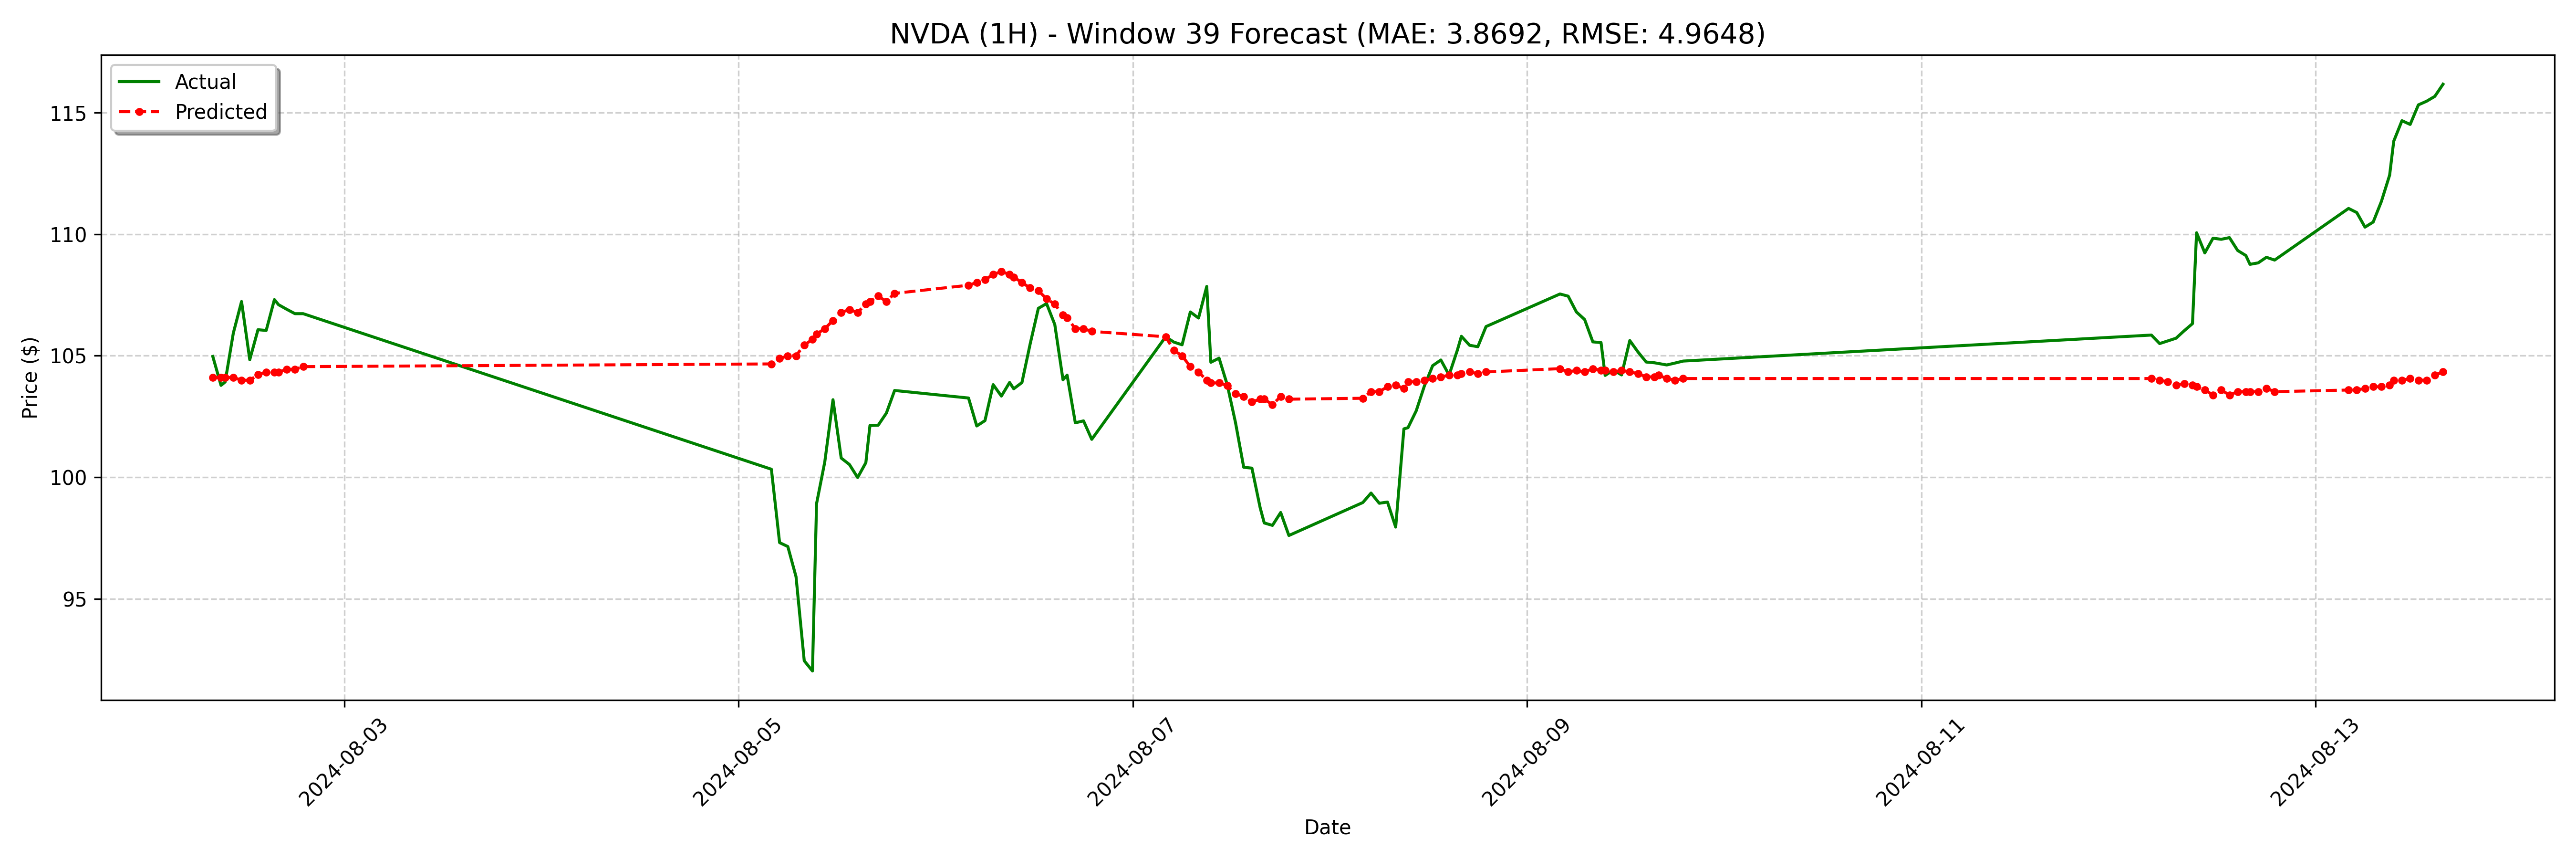 NVDA (1H) - Window 39 Forecast (MAE: 3.8692, RMSE: 4.9648)
Actual
Predicted
Price ($)
115
110
105
100
95
2024-08-03
2024-08-05
2024-08-07
2024-08-09
2024-08-11
2024-08-13
Date